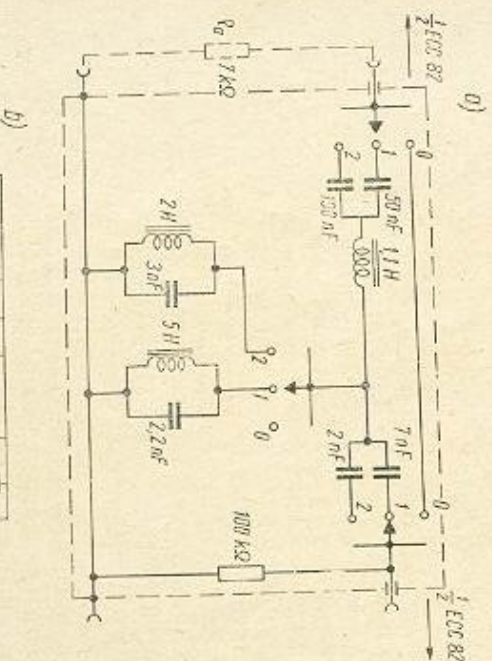 a)
½ ECC 82
Rₐ
17 kΩ
0
1
2
50 nF
100 nF
1,1 H
2 H
3 nF
5 H
2,2 nF
2
1
0
7 nF
2 nF
0
1
2
100 kΩ
½ ECC 82
b)